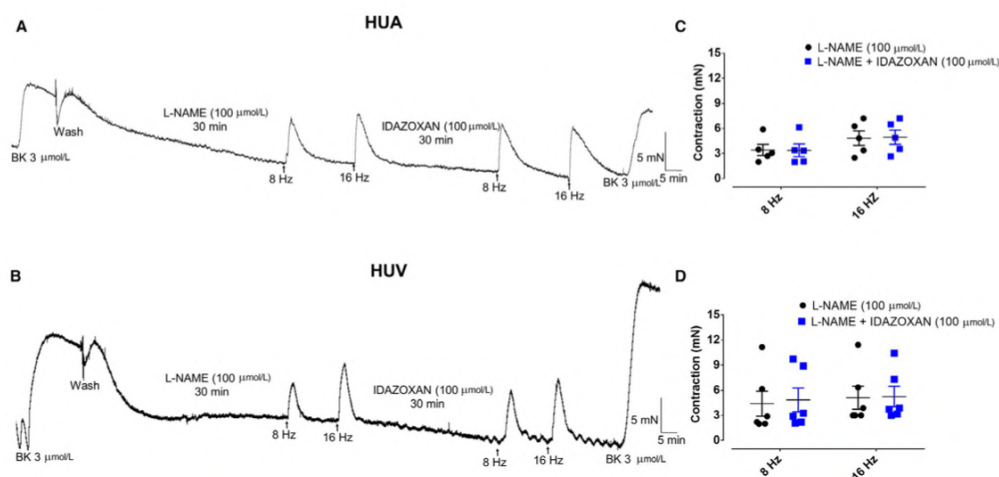 A
HUA
L-NAME (100 μmol/L)
30 min
Wash
BK 3 μmol/L
8 Hz
16 Hz
IDAZOXAN (100 μmol/L)
30 min
8 Hz
16 Hz
BK 3 μmol/L
5 mN
5 min
C
L-NAME (100 μmol/L)
L-NAME + IDAZOXAN (100 μmol/L)
Contraction (mN)
15
12
9
6
3
0
8 Hz
16 HZ
B
HUV
L-NAME (100 μmol/L)
30 min
Wash
BK 3 μmol/L
8 Hz
16 Hz
IDAZOXAN (100 μmol/L)
30 min
8 Hz
16 Hz
BK 3 μmol/L
5 mN
5 min
D
L-NAME (100 μmol/L)
L-NAME + IDAZOXAN (100 μmol/L)
Contraction (mN)
15
12
9
6
3
0
8 Hz
16 Hz